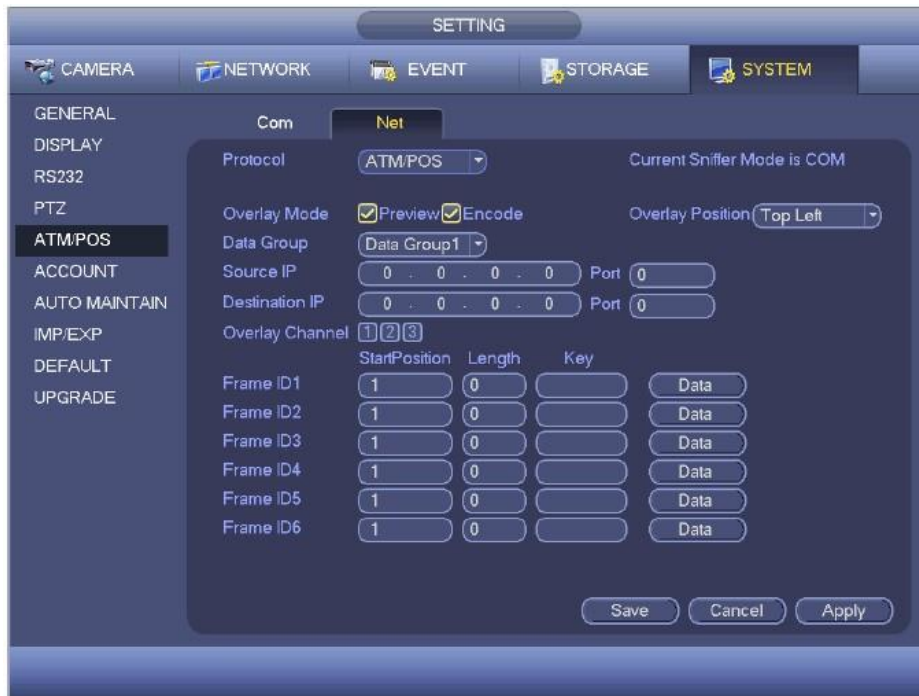 SETTING
CAMERA NETWORK EVENT STORAGE SYSTEM
GENERAL
DISPLAY
RS232
PTZ
ATM/POS
ACCOUNT
AUTO MAINTAIN
IMP/EXP
DEFAULT
UPGRADE
Com Net
Protocol ATM/POS Current Sniffer Mode is COM
Overlay Mode Preview Encode Overlay Position Top Left
Data Group Data Group1
Source IP 0 . 0 . 0 . 0 Port 0
Destination IP 0 . 0 . 0 . 0 Port 0
Overlay Channel 1 2 3
StartPosition Length Key
Frame ID1 1 0 Data
Frame ID2 1 0 Data
Frame ID3 1 0 Data
Frame ID4 1 0 Data
Frame ID5 1 0 Data
Frame ID6 1 0 Data
Save Cancel Apply